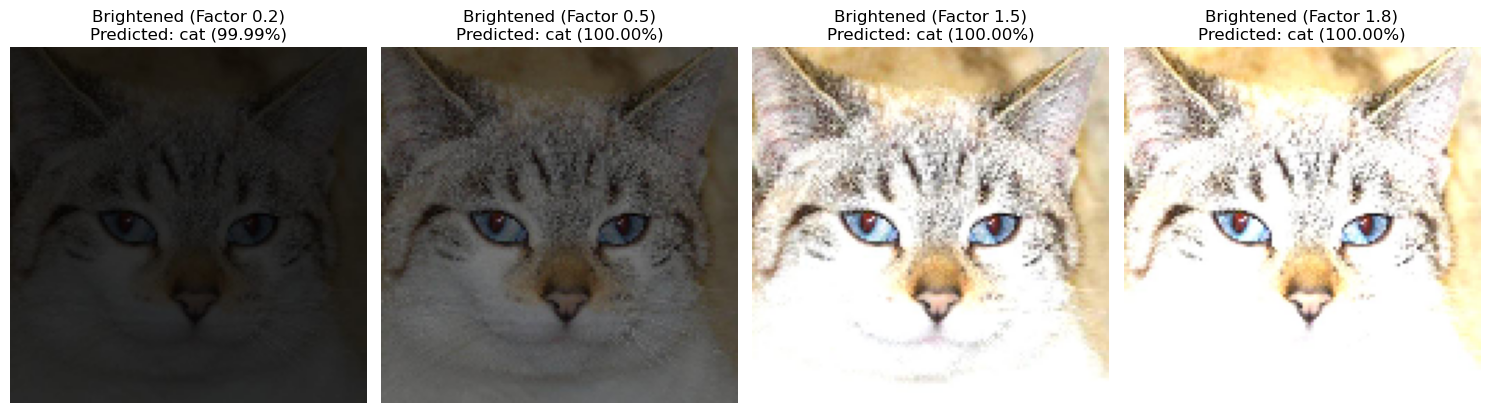 Brightened (Factor 0.2)
Predicted: cat (99.99%)
Brightened (Factor 0.5)
Predicted: cat (100.00%)
Brightened (Factor 1.5)
Predicted: cat (100.00%)
Brightened (Factor 1.8)
Predicted: cat (100.00%)